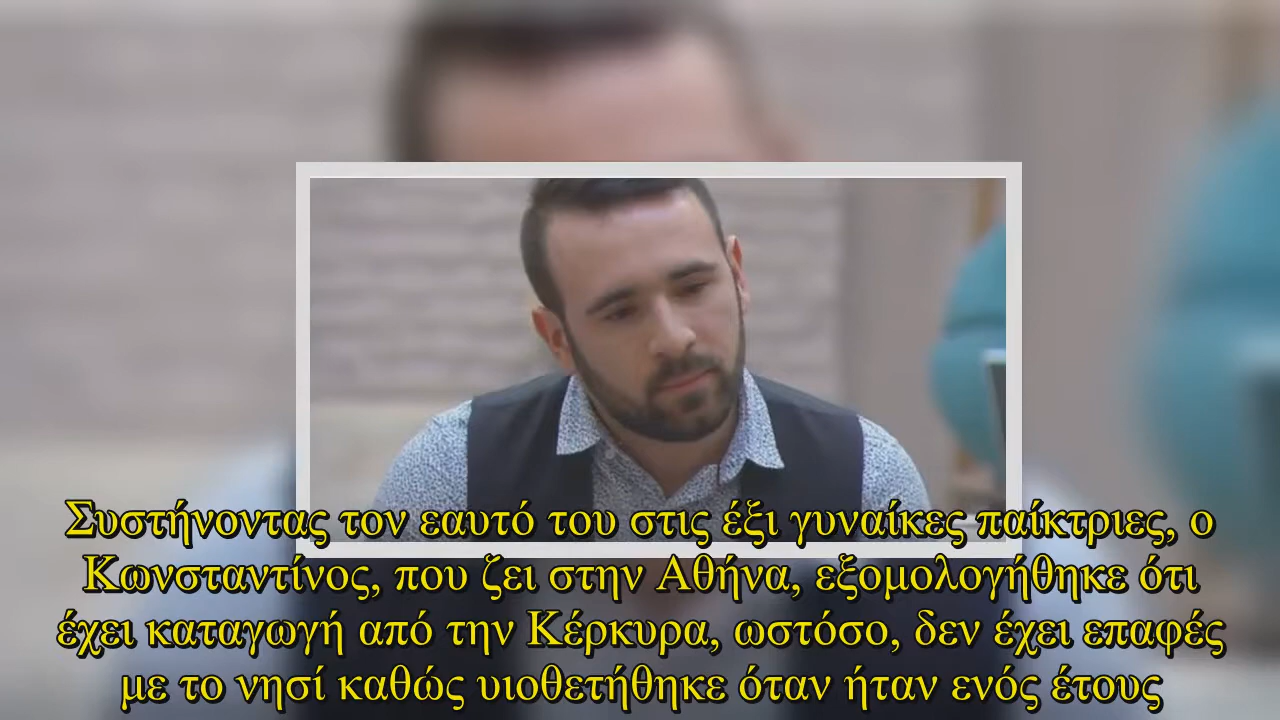 Συστήνοντας τον εαυτό του στις έξι γυναίκες παίκτριες, ο
Κωνσταντίνος, που ζει στην Αθήνα, εξομολογήθηκε ότι
έχει καταγωγή από την Κέρκυρα, ωστόσο, δεν έχει επαφές
με το νησί καθώς υιοθετήθηκε όταν ήταν ενός έτους